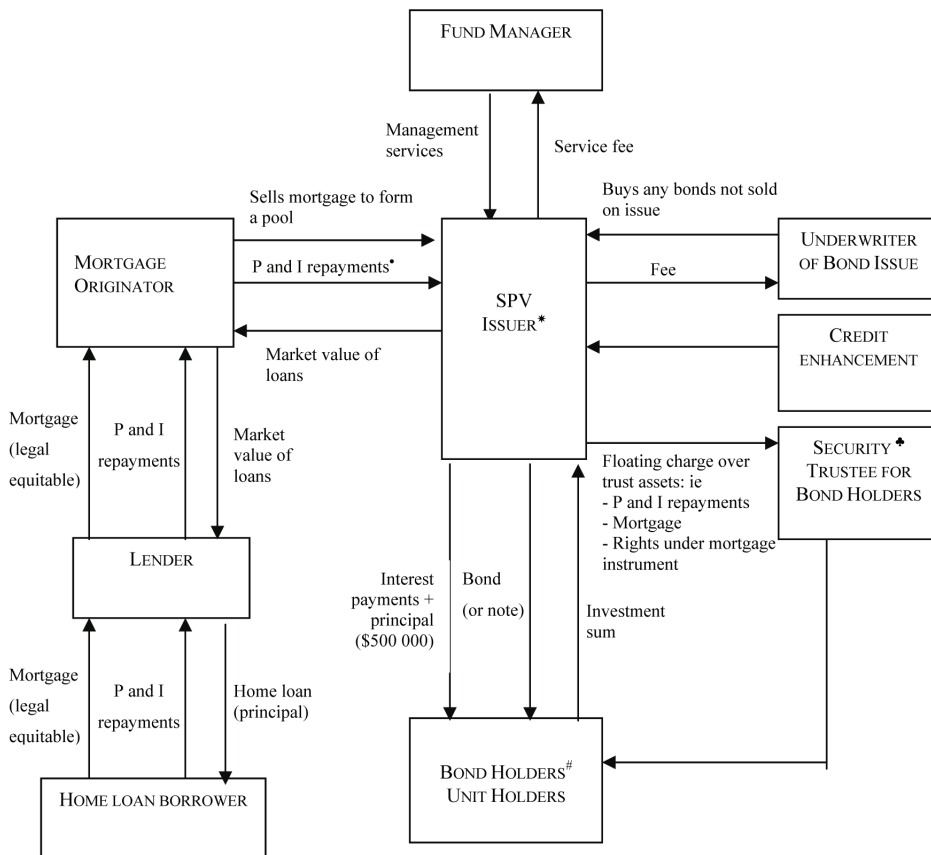 FUND MANAGER
Management
services
Service fee
Sells mortgage to form
a pool
Buys any bonds not sold
on issue
MORTGAGE
ORIGINATOR
P and I repayments•
SPV
ISSUER*
Fee
UNDERWRITER
OF BOND ISSUE
Market value of
loans
CREDIT
ENHANCEMENT
Mortgage
(legal
equitable)
P and I
repayments
Market
value of
loans
Floating charge over
trust assets: ie
- P and I repayments
- Mortgage
- Rights under mortgage
instrument
SECURITY ♣
TRUSTEE FOR
BOND HOLDERS
LENDER
Interest
payments +
principal
($500 000)
Bond
(or note)
Investment
sum
Mortgage
(legal
equitable)
P and I
repayments
Home loan
(principal)
BOND HOLDERS#
UNIT HOLDERS
HOME LOAN BORROWER